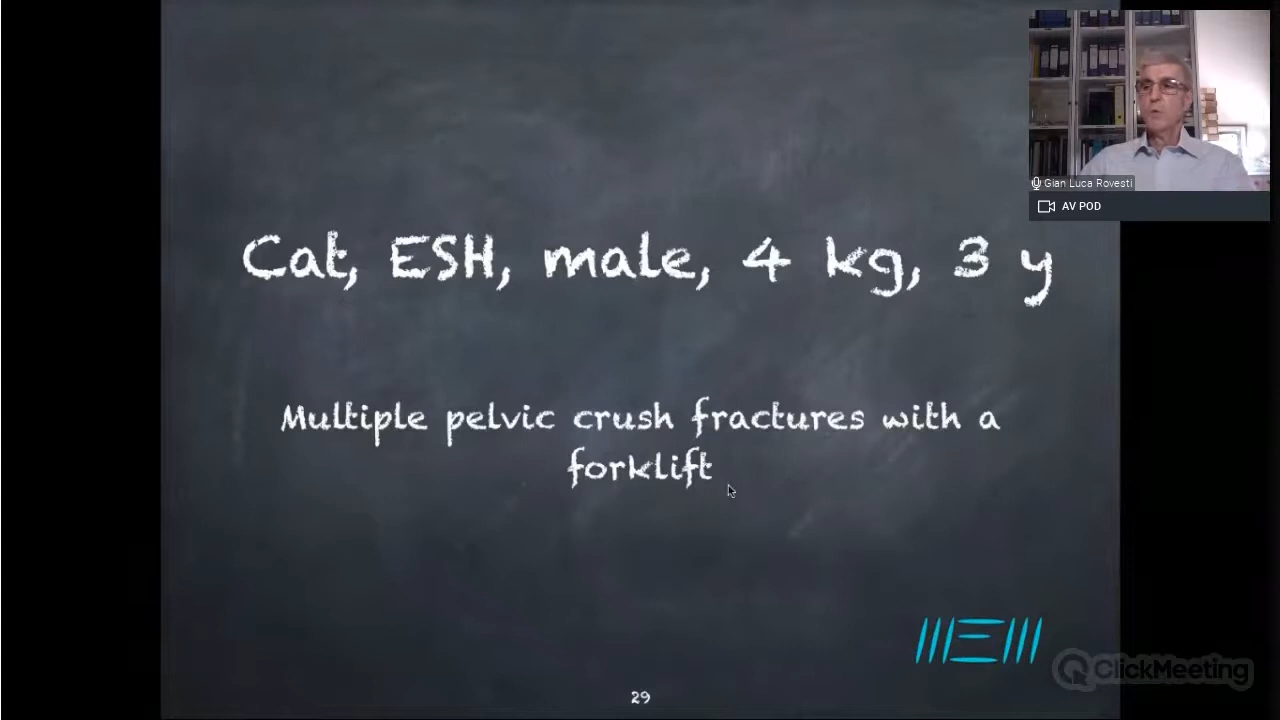 Gian Luca Rovesti
AV POD
Cat, ESH, male, 4 kg, 3 y
Multiple pelvic crush fractures with a
forklift
ClickMeeting
29